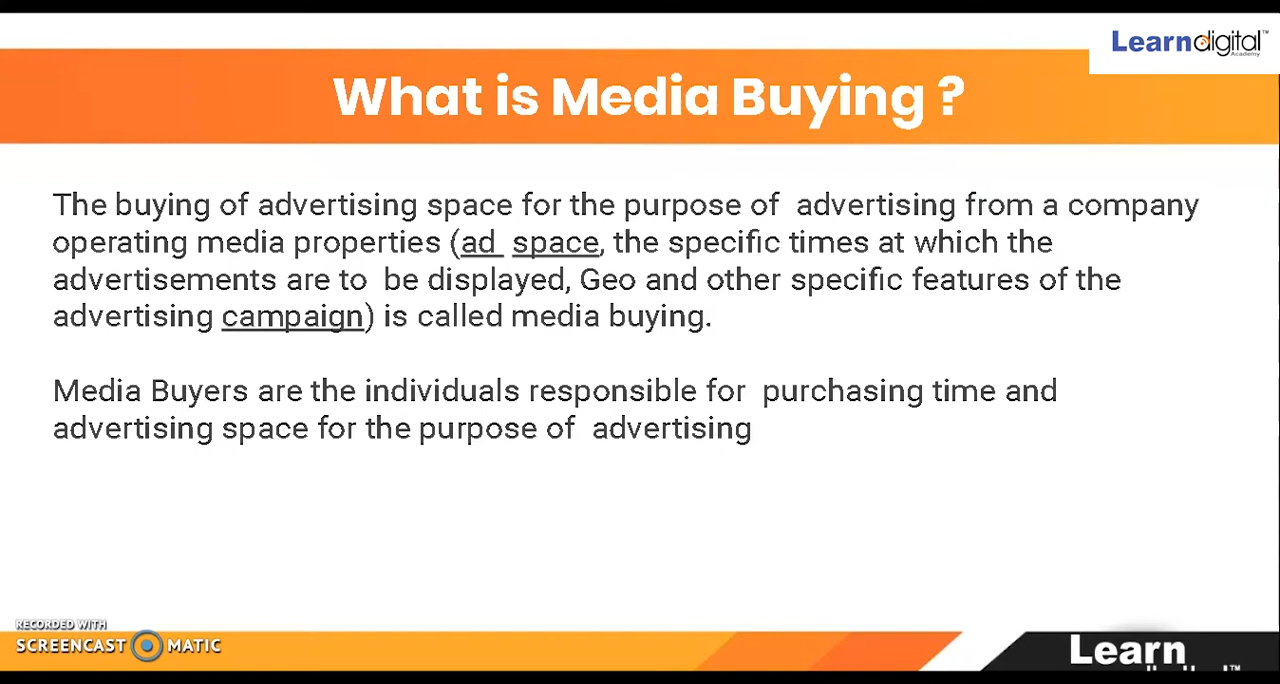 Learndigital™
Academy
What is Media Buying ?
The buying of advertising space for the purpose of advertising from a company
operating media properties (ad space, the specific times at which the
advertisements are to be displayed, Geo and other specific features of the
advertising campaign) is called media buying.
Media Buyers are the individuals responsible for purchasing time and
advertising space for the purpose of advertising
RECORDED WITH
SCREENCAST MATIC
Learn